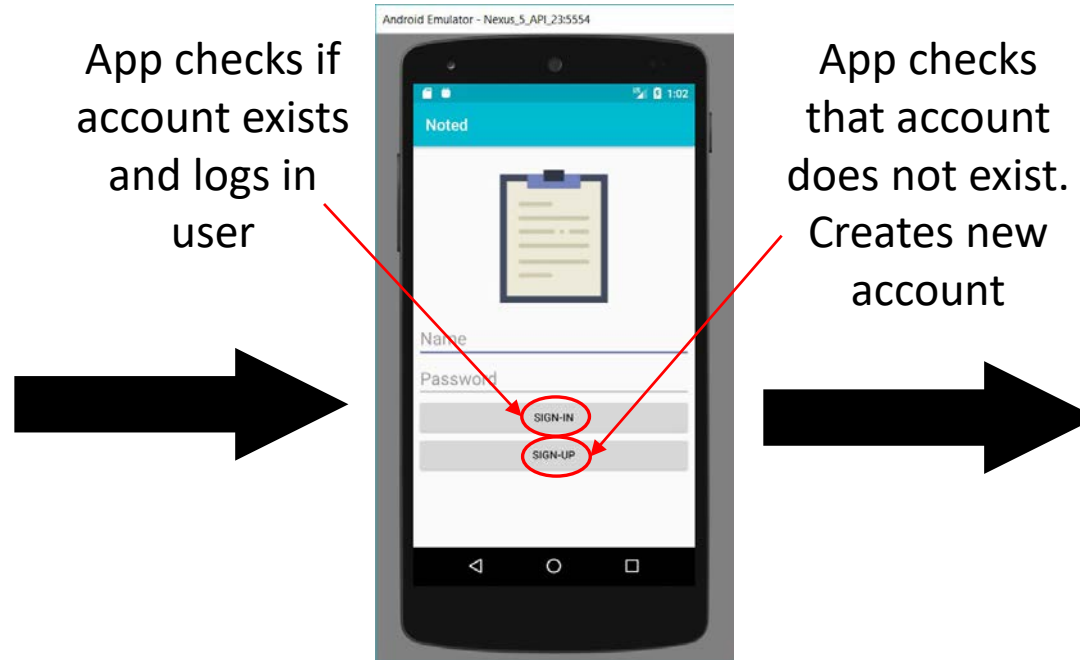 Android Emulator - Nexus_5_API_23:5554
App checks if
account exists
and logs in
user
1:02
Noted
Name
Password
SIGN-IN
SIGN-UP
App checks
that account
does not exist.
Creates new
account